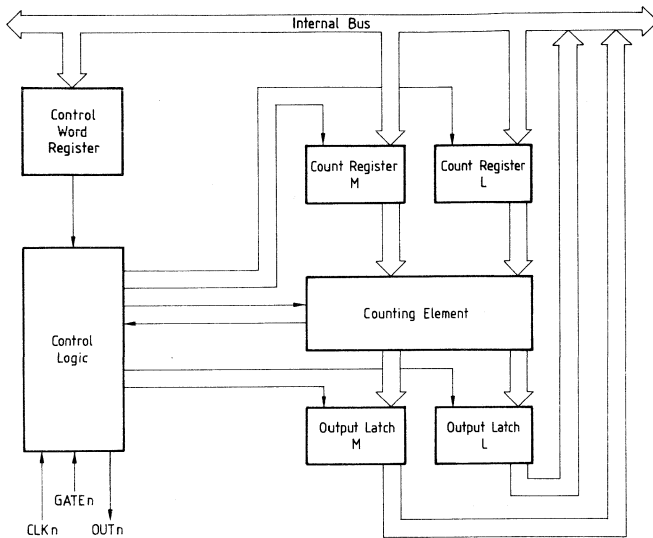 Internal Bus
Control
Word
Register
Count Register
M
Count Register
L
Control
Logic
Counting Element
Output Latch
M
Output Latch
L
GATEn
CLKn
OUTn